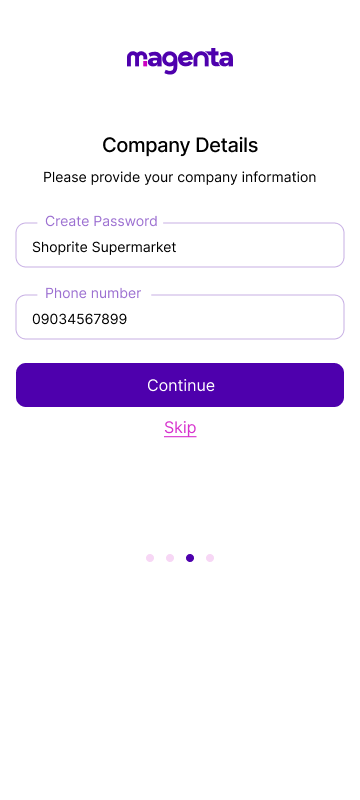 magenta
Company Details
Please provide your company information
Create Password
Shoprite Supermarket
Phone number
09034567899
Continue
Skip